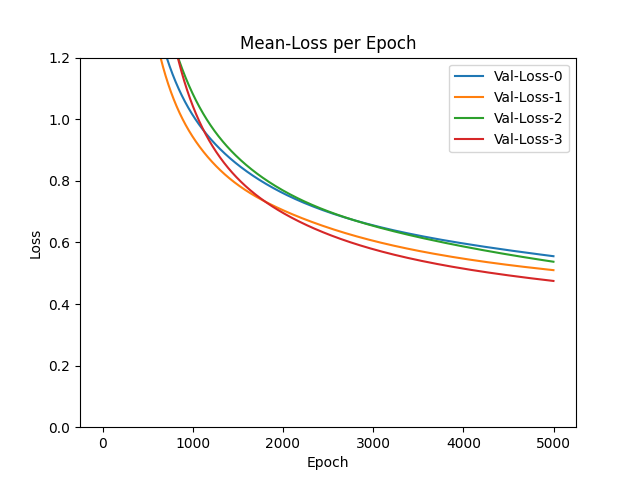 Mean-Loss per Epoch
Val-Loss-0
Val-Loss-1
Val-Loss-2
Val-Loss-3
1.2
1.0
0.8
0.6
0.4
0.2
0.0
Loss
0 1000 2000 3000 4000 5000
Epoch